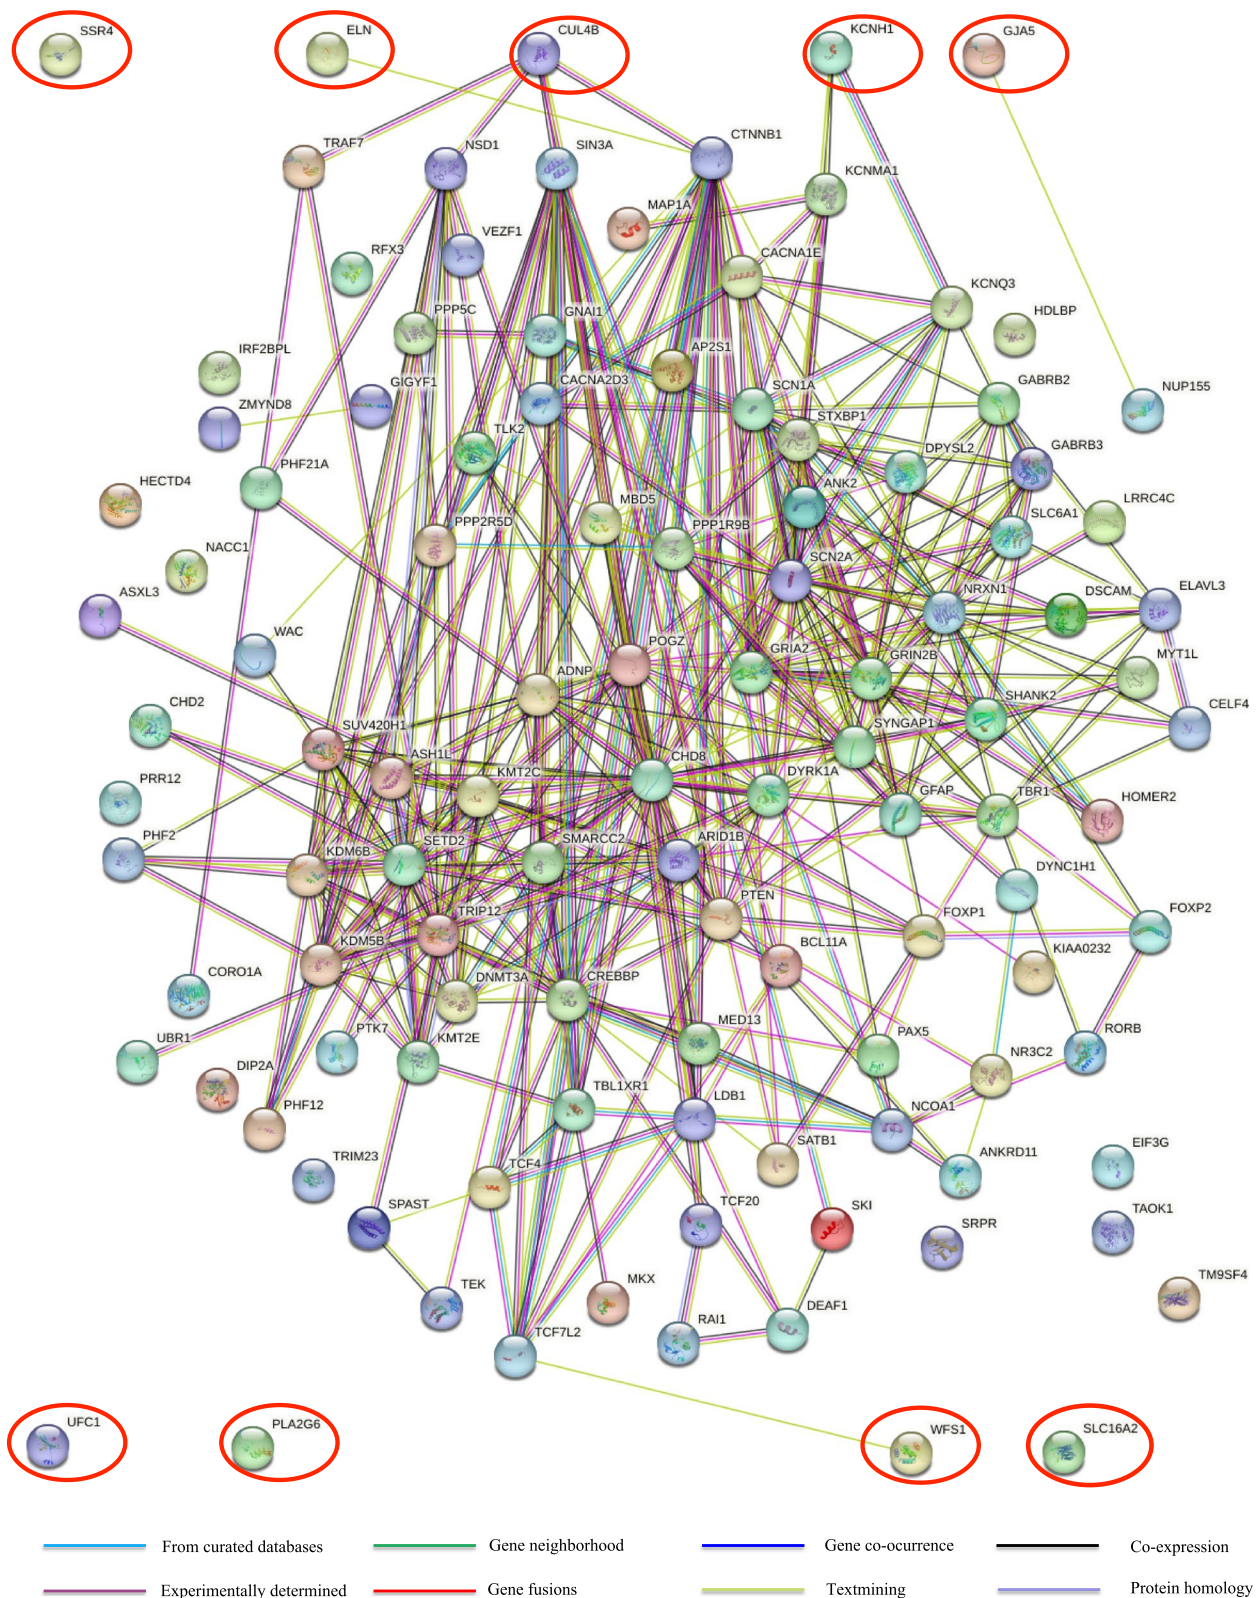 SSR4
ELN
CUL4B
KCNH1
GJA5
TRAF7
NSD1
SIN3A
CTNNB1
KCNMA1
MAP1A
VEZF1
RFX3
CACNA1E
KCNQ3
HDLBP
PPP5C
GNAI1
AP2S1
IRF2BPL
GIGYF1
CACNA2D3
SCN1A
GABRB2
NUP155
ZMYND8
STXBP1
TLK2
DPYSL2
GABRB3
PHF21A
HECTD4
MBD5
ANK2
LRRC4C
PPP2R5D
PPP1R9B
SLC6A1
NACC1
SCN2A
ASXL3
NRXN1
DSCAM
ELAVL3
WAC
POGZ
GRIA2
GRIN2B
MYT1L
ADNP
CHD2
SUV420H1
SYNGAP1
SHANK2
CELF4
ASH1L
KMT2C
CHD8
DYRK1A
PRR12
GFAP
TBR1
HOMER2
PHF2
KDM6B
SETD2
SMARCC2
ARID1B
DYNC1H1
PTEN
TRIP12
FOXP1
FOXP2
KDM5B
BCL11A
KIAA0232
CORO1A
DNMT3A
CREBBP
UBR1
PTK7
KMT2E
MED13
PAX5
NR3C2
RORB
DIP2A
TBL1XR1
LDB1
NCOA1
PHF12
SATB1
ANKRD11
EIF3G
TRIM23
TCF4
SPAST
TCF20
SKI
SRPR
TAOK1
TEK
MKX
DEAF1
TM9SF4
RAI1
TCF7L2
UFC1
PLA2G6
WFS1
SLC16A2
From curated databases
Gene neighborhood
Gene co-ocurrence
Co-expression
Experimentally determined
Gene fusions
Textmining
Protein homology